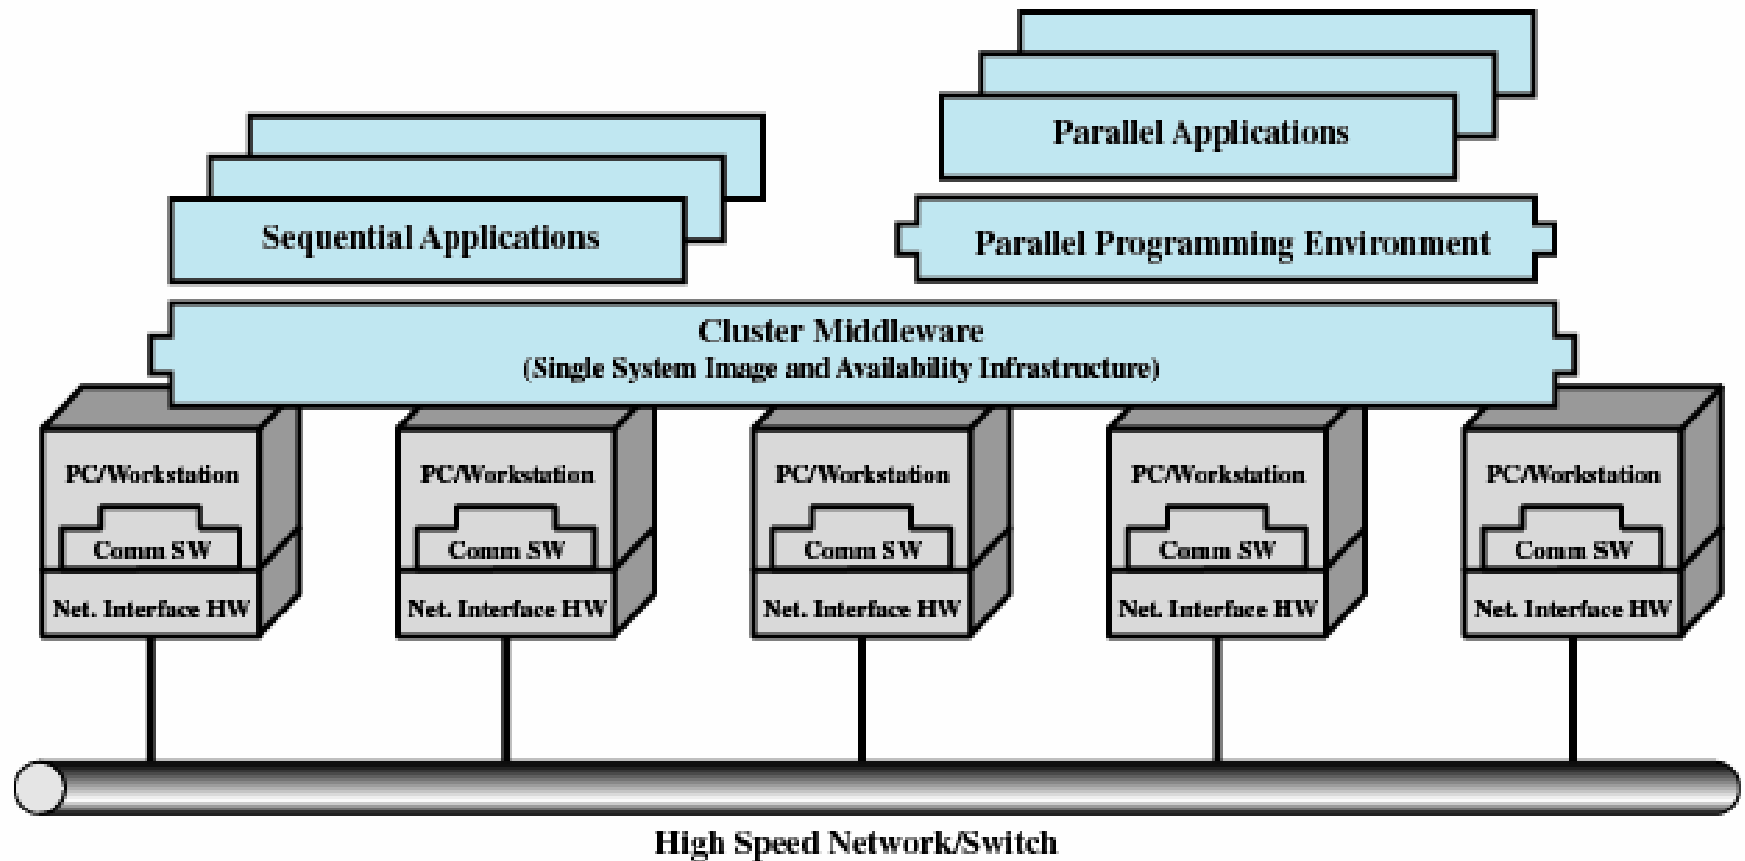 Parallel Applications
Sequential Applications
Parallel Programming Environment
Cluster Middleware
(Single System Image and Availability Infrastructure)
PC/Workstation
PC/Workstation
PC/Workstation
PC/Workstation
PC/Workstation
Comm SW
Comm SW
Comm SW
Comm SW
Comm SW
Net. Interface HW
Net. Interface HW
Net. Interface HW
Net. Interface HW
Net. Interface HW
High Speed Network/Switch